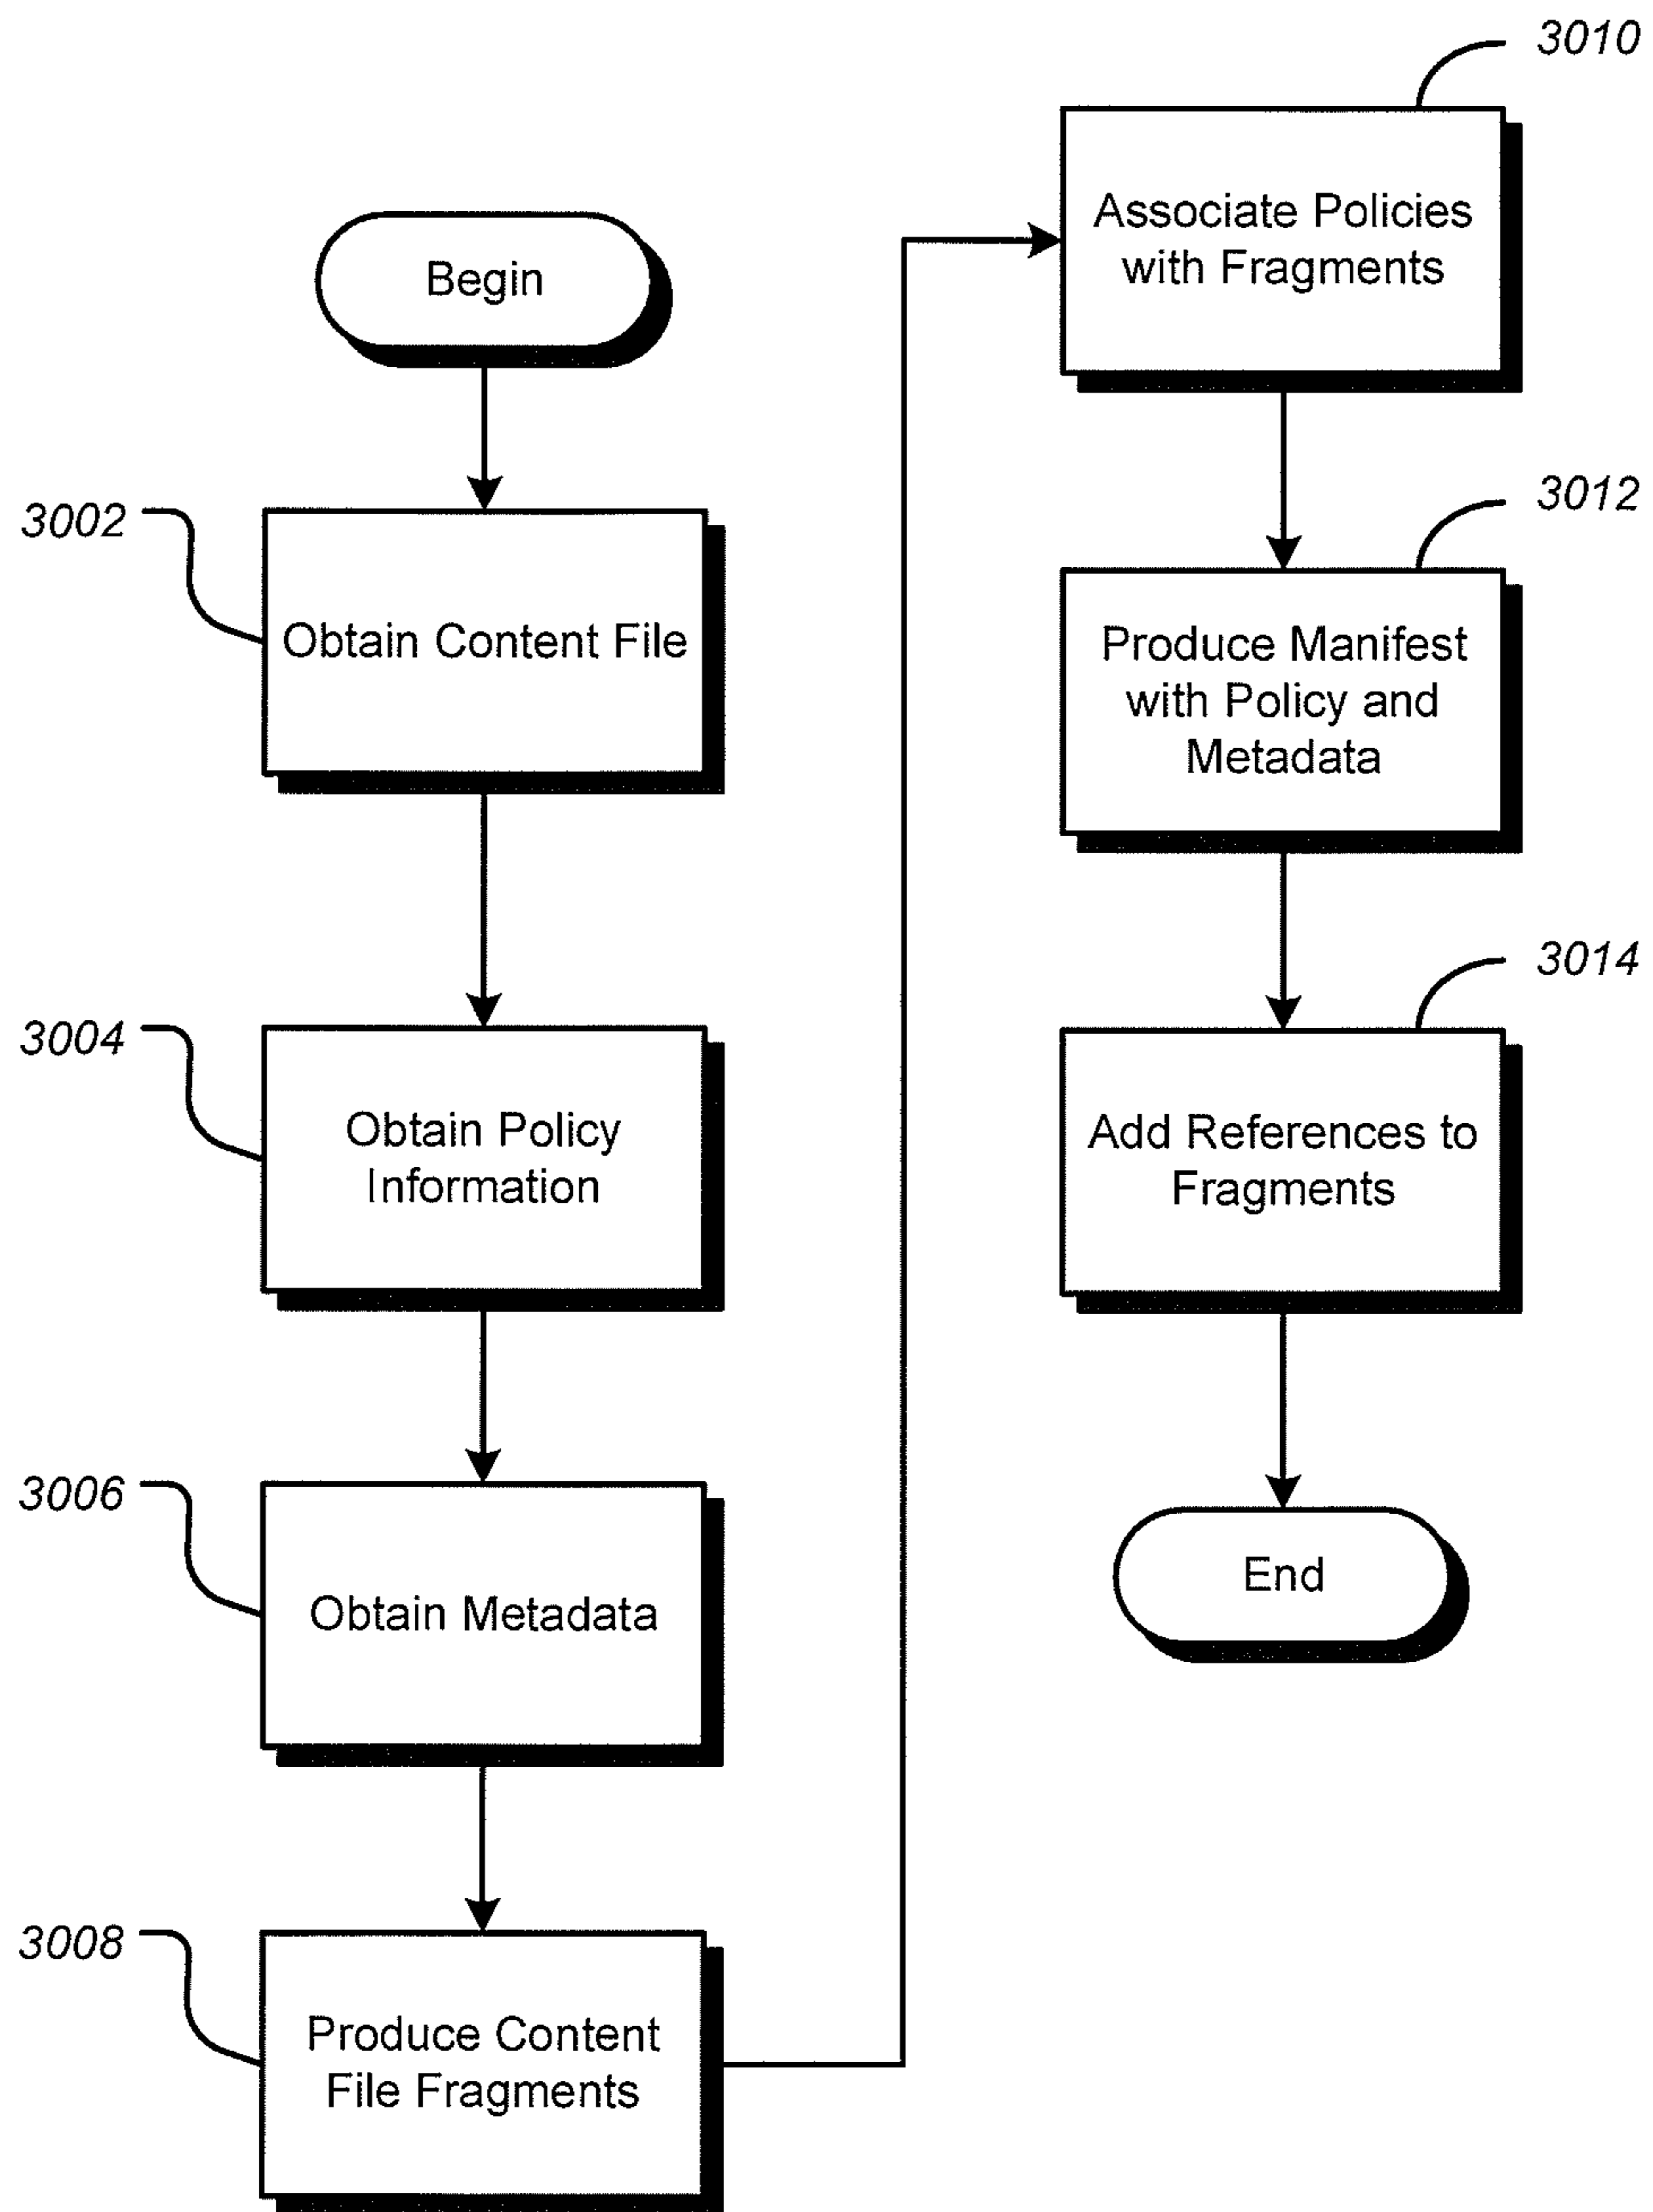 Begin
3002
Obtain Content File
3004
Obtain Policy
Information
3006
Obtain Metadata
3008
Produce Content
File Fragments
3010
Associate Policies
with Fragments
3012
Produce Manifest
with Policy and
Metadata
3014
Add References to
Fragments
End